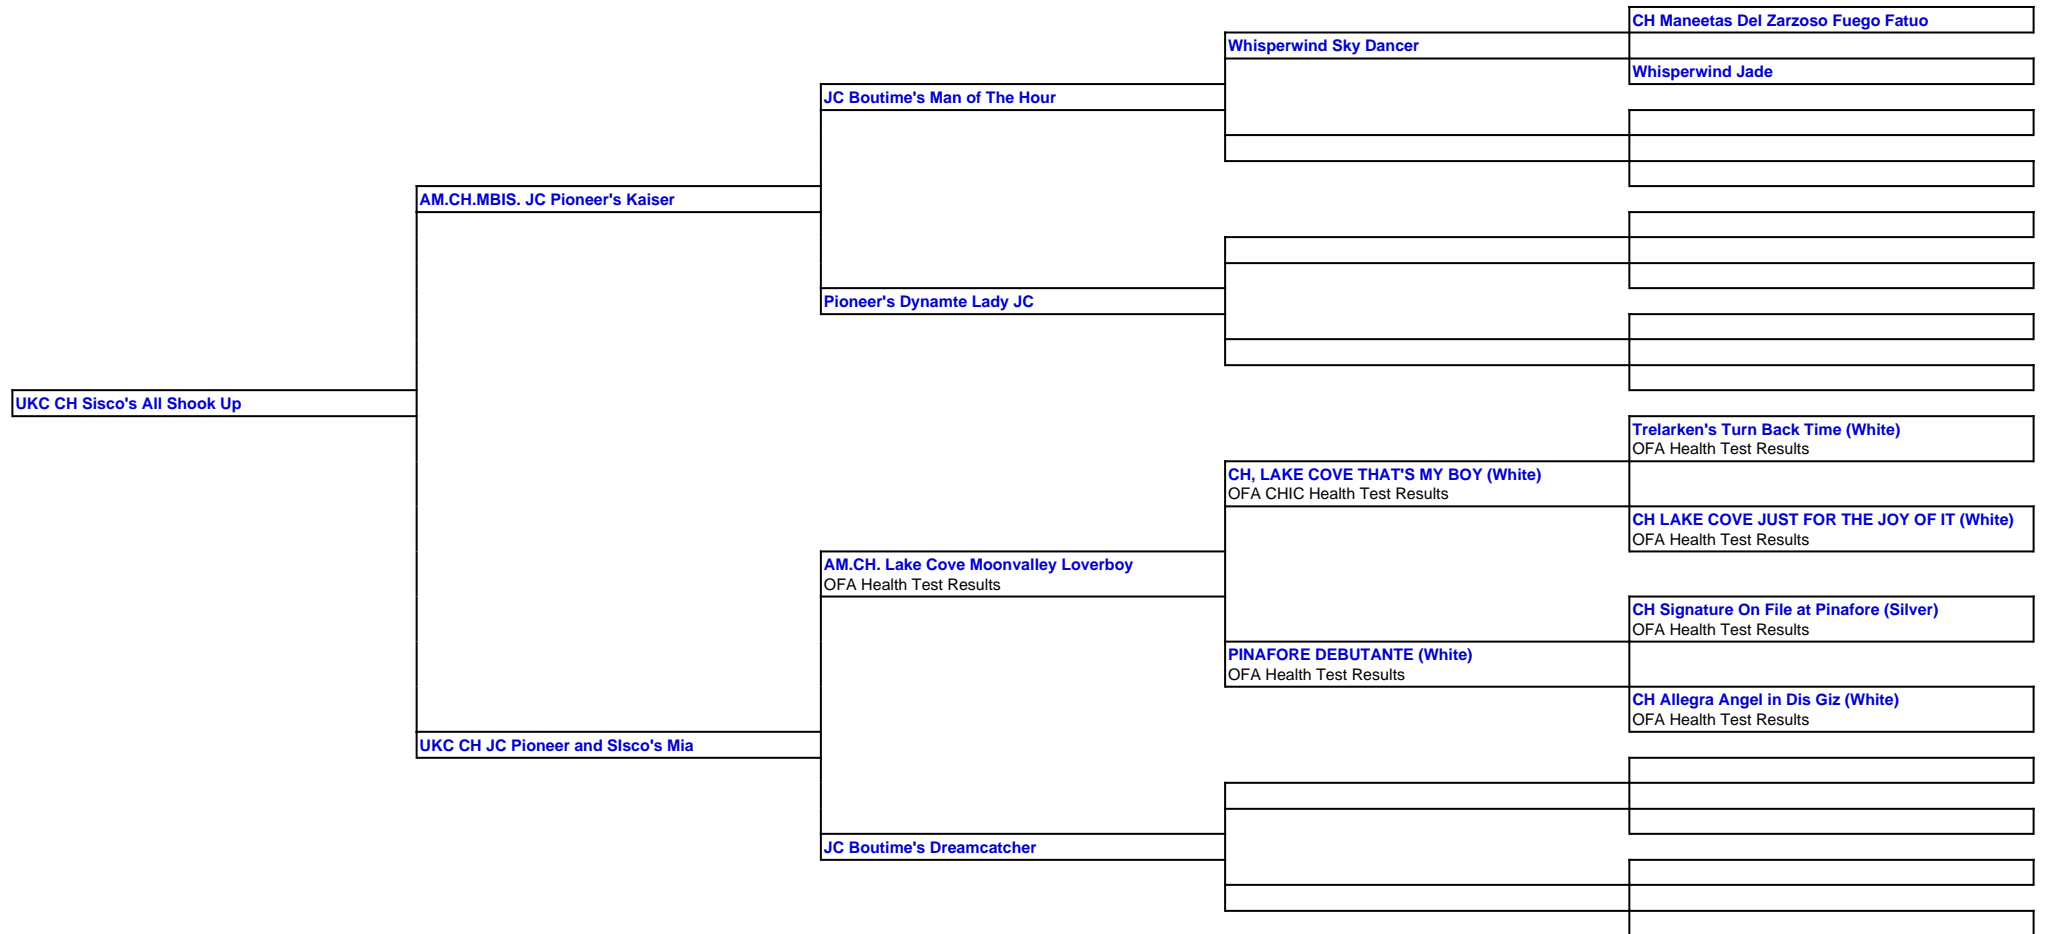 CH Maneetas Del Zarzoso Fuego Fatuo
Whisperwind Sky Dancer
Whisperwind Jade
JC Boutime's Man of The Hour
AM.CH.MBIS. JC Pioneer's Kaiser
Pioneer's Dynamte Lady JC
UKC CH Sisco's All Shook Up
Trelarken's Turn Back Time (White)
OFA Health Test Results
CH, LAKE COVE THAT'S MY BOY (White)
OFA CHIC Health Test Results
CH LAKE COVE JUST FOR THE JOY OF IT (White)
OFA Health Test Results
AM.CH. Lake Cove Moonvalley Loverboy
OFA Health Test Results
CH Signature On File at Pinafore (Silver)
OFA Health Test Results
PINAFORE DEBUTANTE (White)
OFA Health Test Results
CH Allegra Angel in Dis Giz (White)
OFA Health Test Results
UKC CH JC Pioneer and SIsco's Mia
JC Boutime's Dreamcatcher